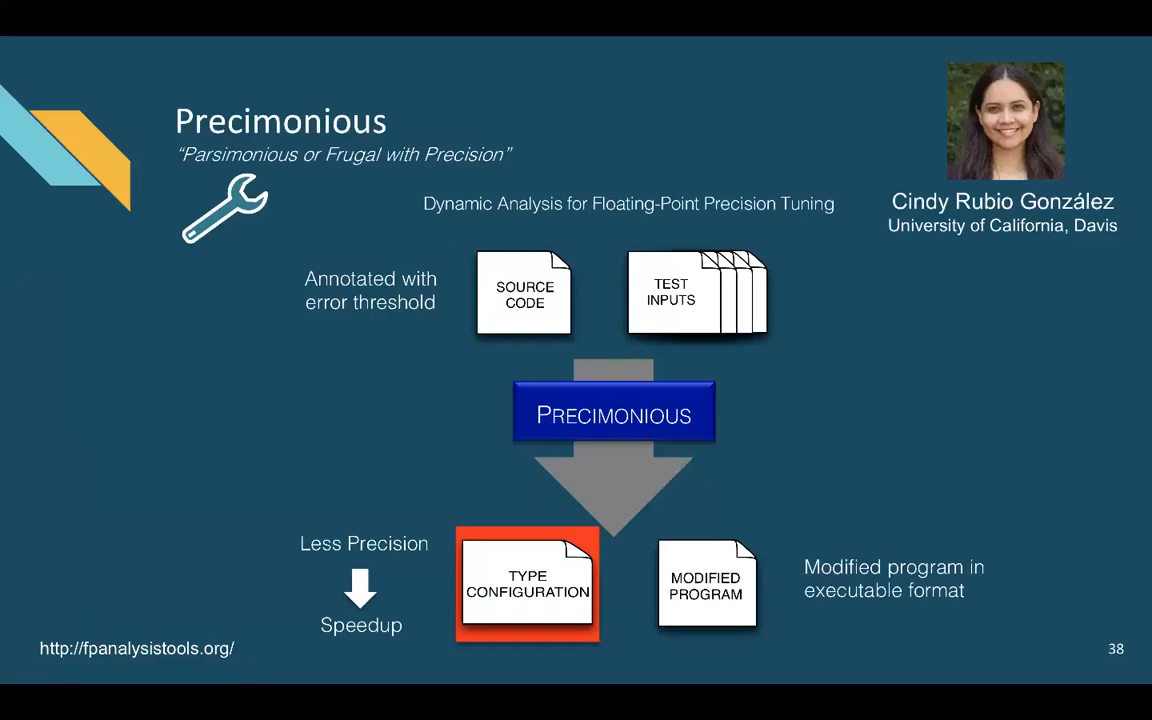 Precimonious
“Parsimonious or Frugal with Precision”
Dynamic Analysis for Floating-Point Precision Tuning
Cindy Rubio González
University of California, Davis
Annotated with
error threshold
SOURCE
CODE
TEST
INPUTS
PRECIMONIOUS
Less Precision
Speedup
TYPE
CONFIGURATION
MODIFIED
PROGRAM
Modified program in
executable format
http://fpanalysistools.org/
38